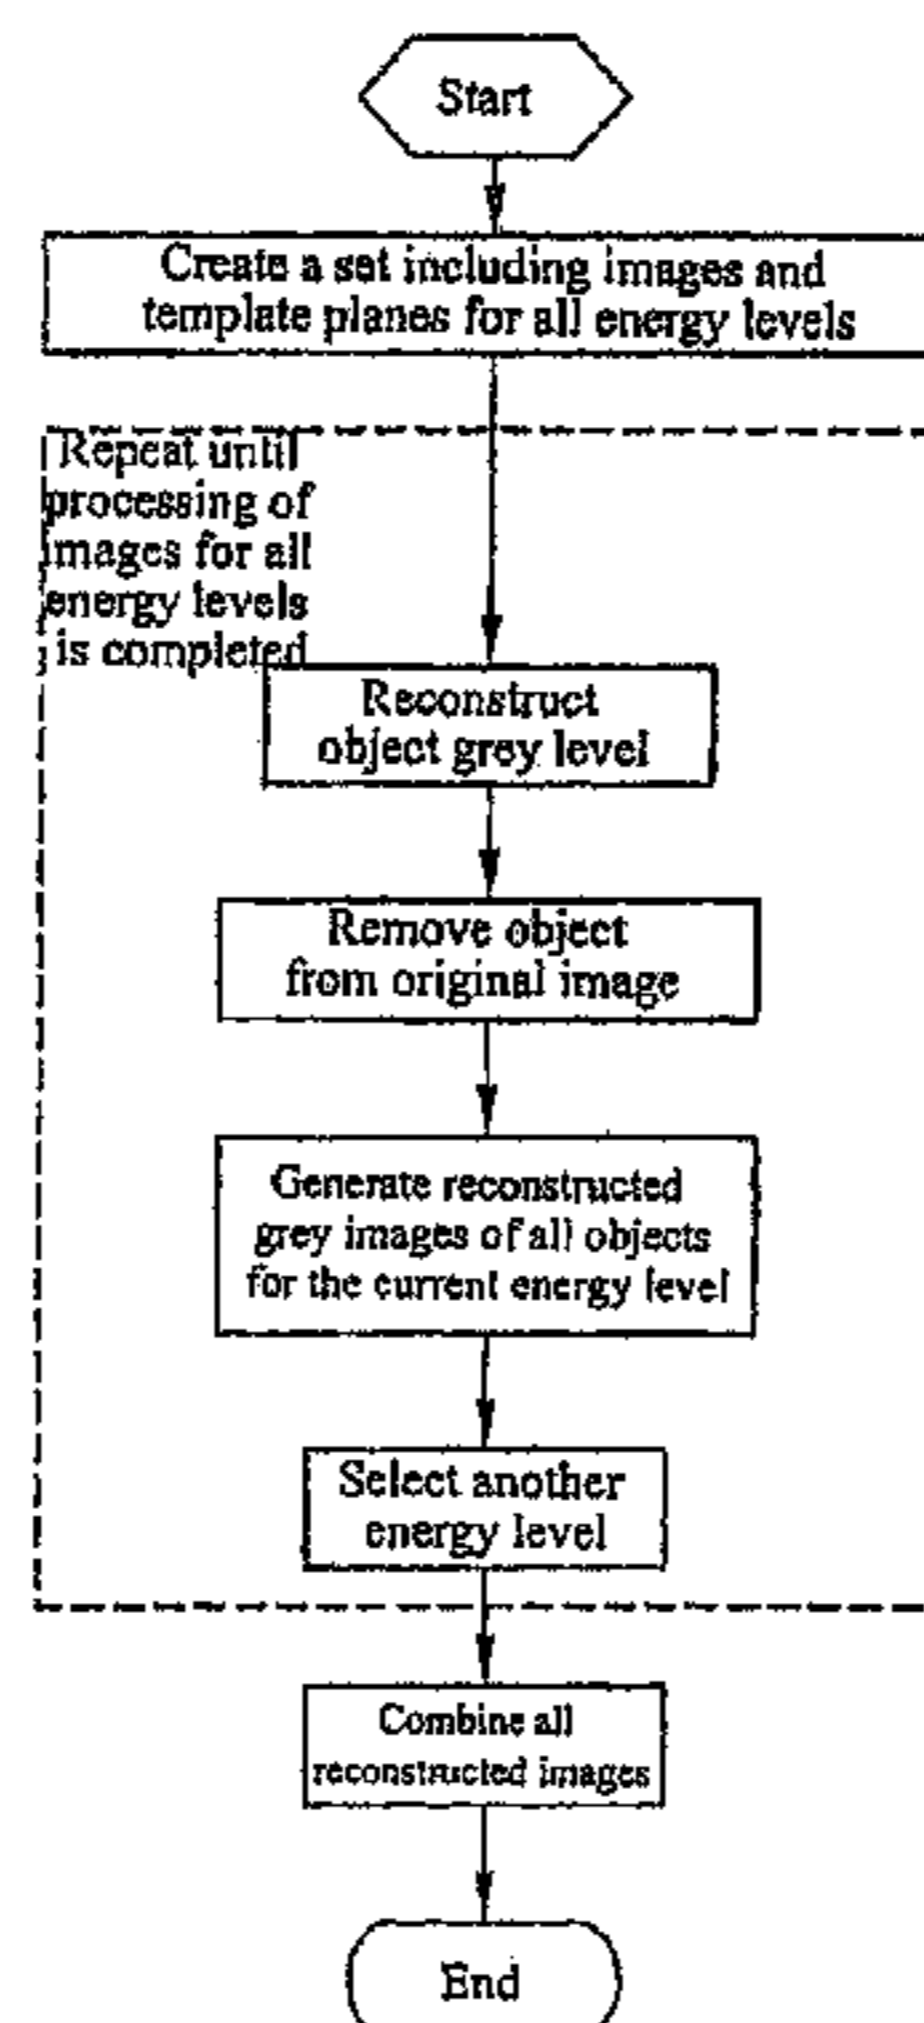 Start
Create a set including images and
template planes for all energy levels
Repeat until
processing of
images for all
energy levels
is completed
Reconstruct
object grey level
Remove object
from original image
Generate reconstructed
grey images of all objects
for the current energy level
Select another
energy level
Combine all
reconstructed images
End